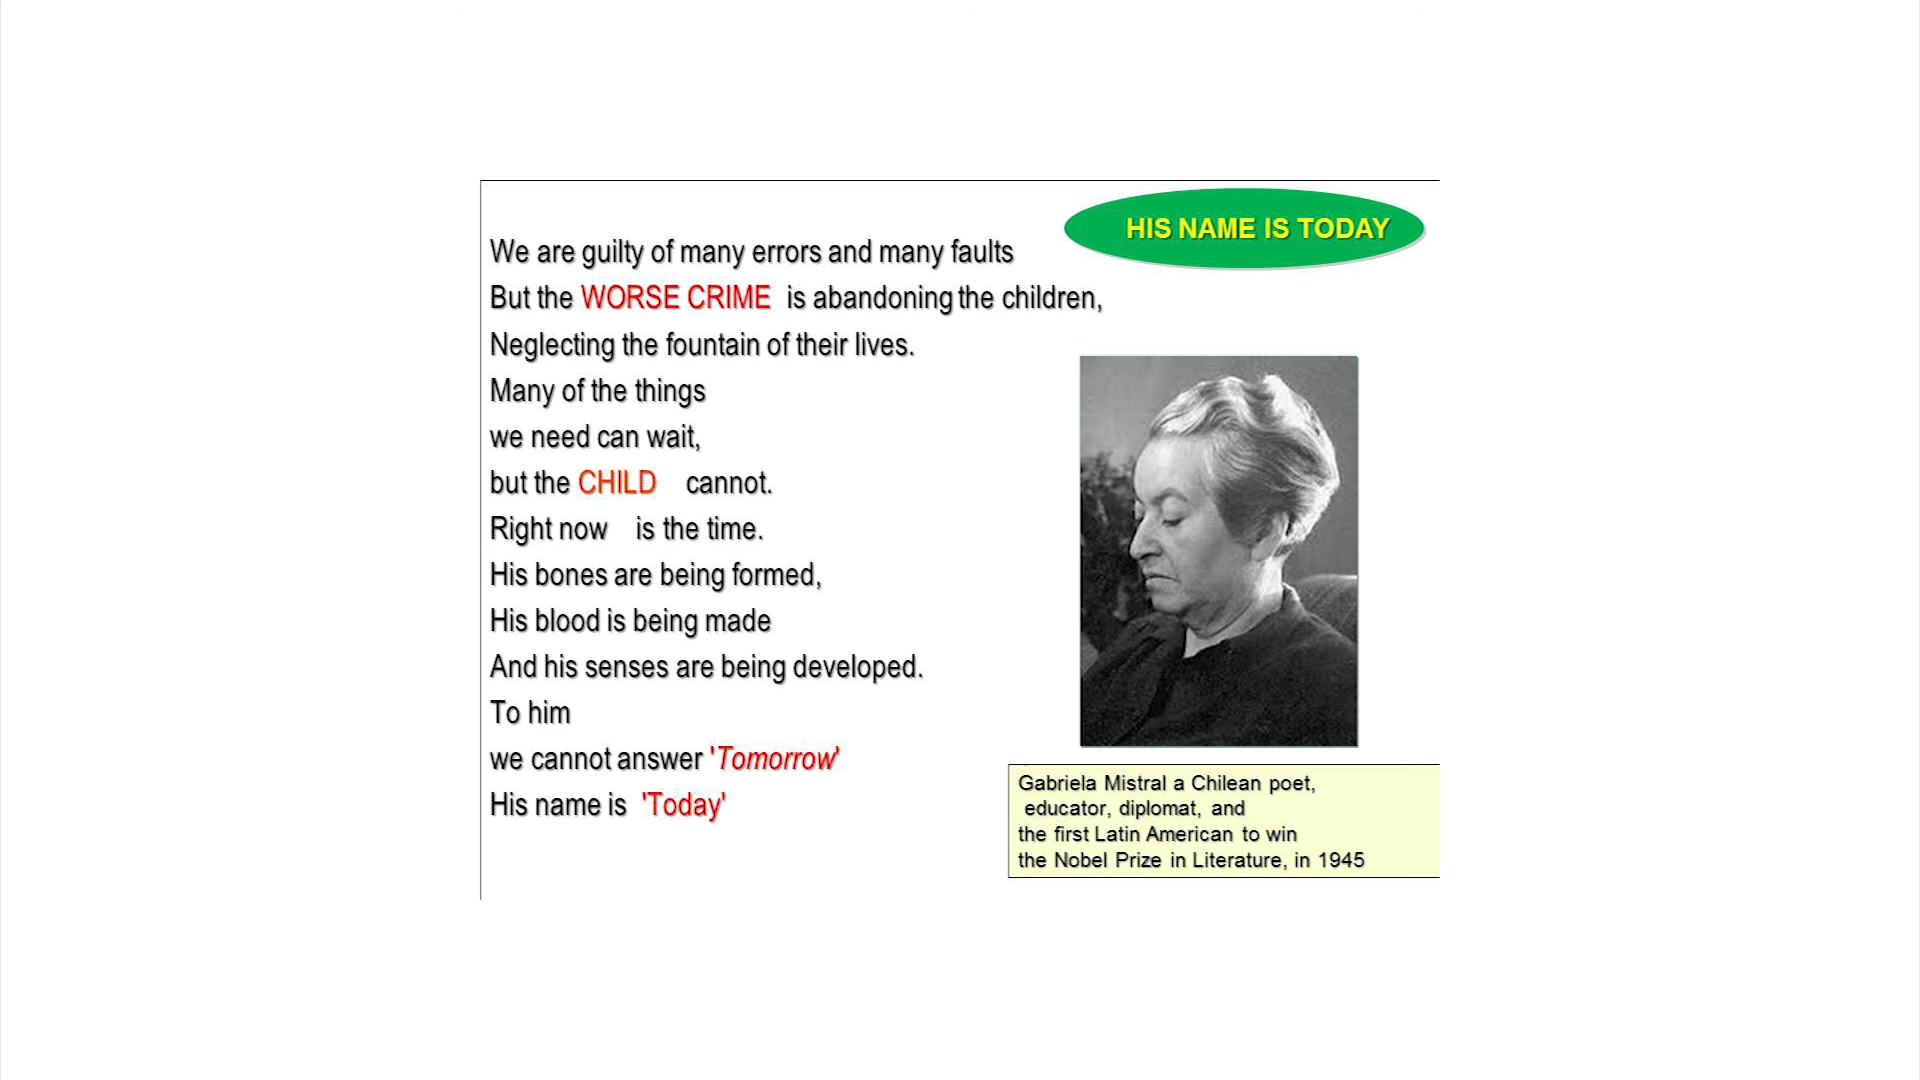 HIS NAME IS TODAY
We are guilty of many errors and many faults
But the WORSE CRIME is abandoning the children,
Neglecting the fountain of their lives.
Many of the things
we need can wait,
but the CHILD cannot.
Right now is the time.
His bones are being formed,
His blood is being made
And his senses are being developed.
To him
we cannot answer 'Tomorrow'
His name is 'Today'
Gabriela Mistral a Chilean poet,
educator, diplomat, and
the first Latin American to win
the Nobel Prize in Literature, in 1945